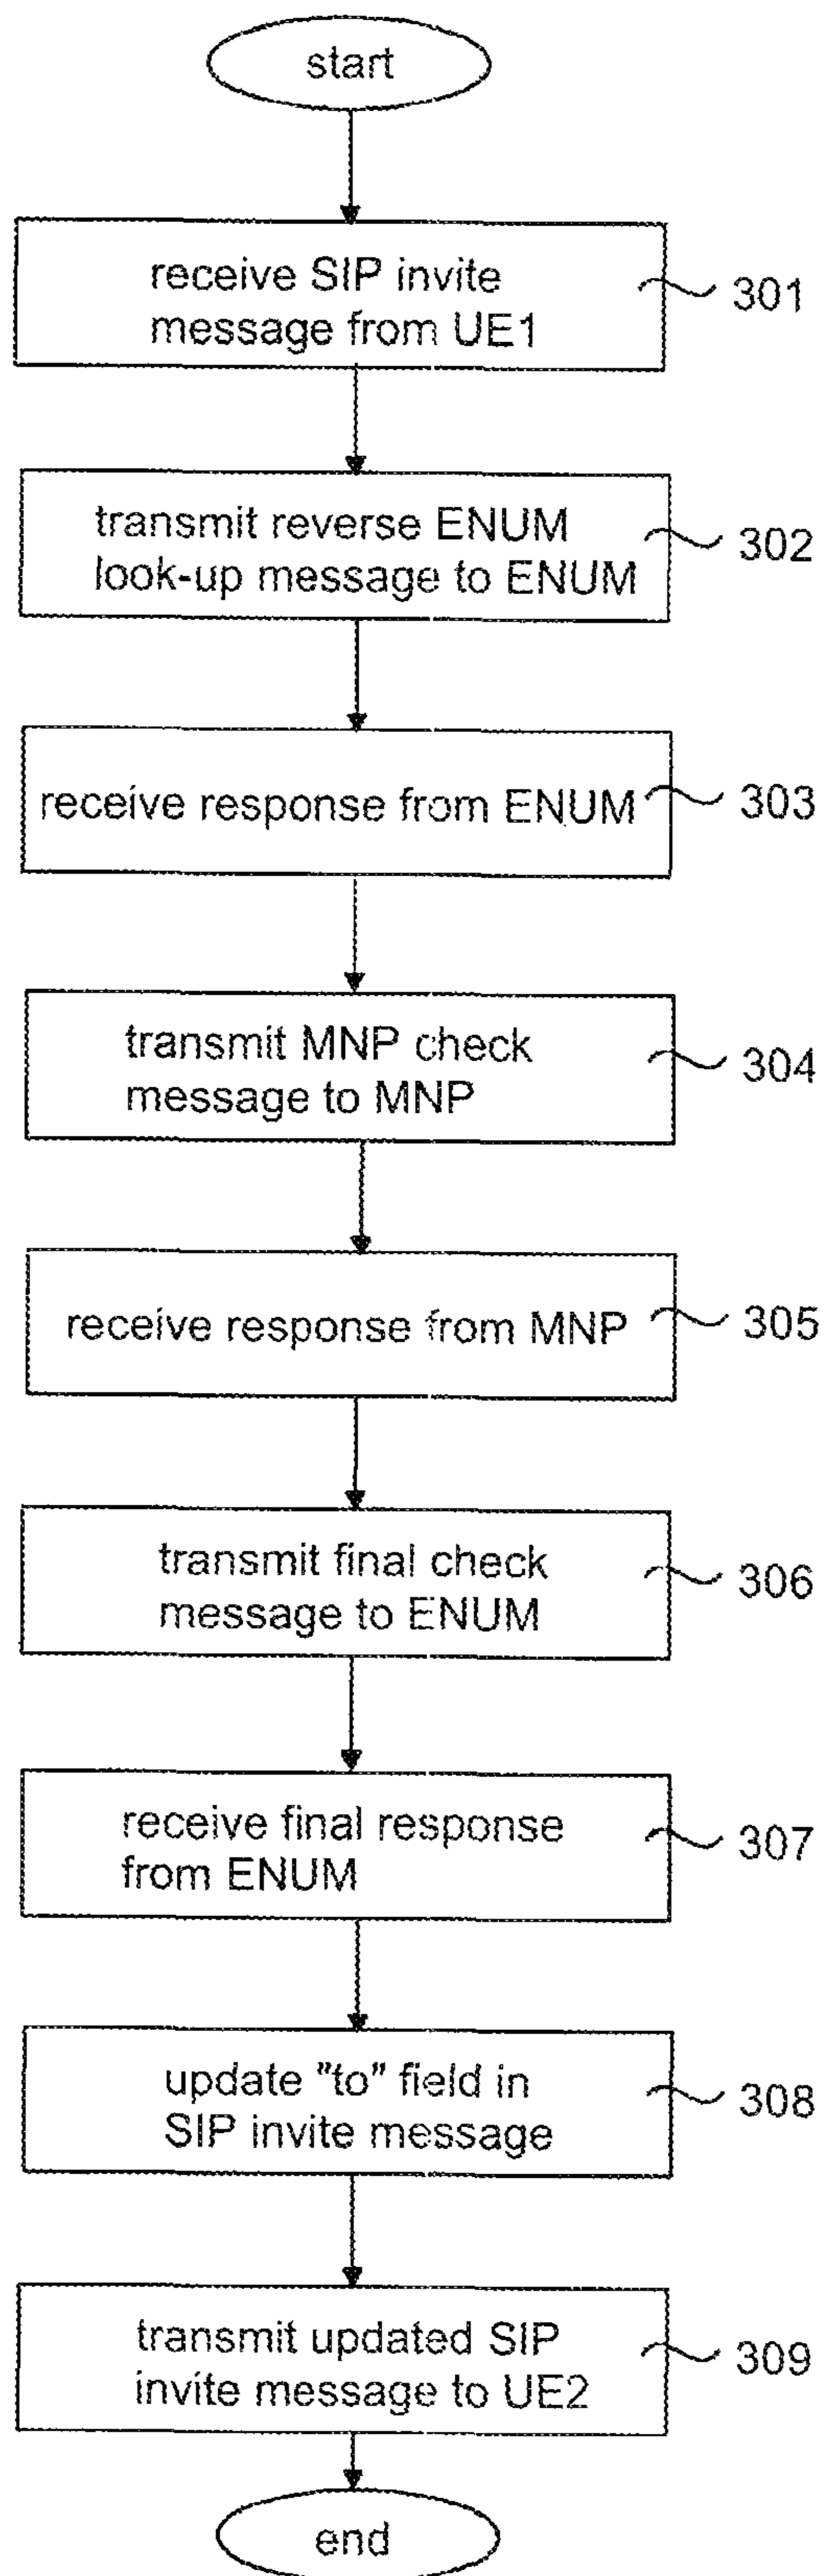 start
receive SIP invite
message from UE1
301
transmit reverse ENUM
look-up message to ENUM
302
receive response from ENUM
303
transmit MNP check
message to MNP
304
receive response from MNP
305
transmit final check
message to ENUM
306
receive final response
from ENUM
307
update "to" field in
SIP invite message
308
transmit updated SIP
invite message to UE2
309
end